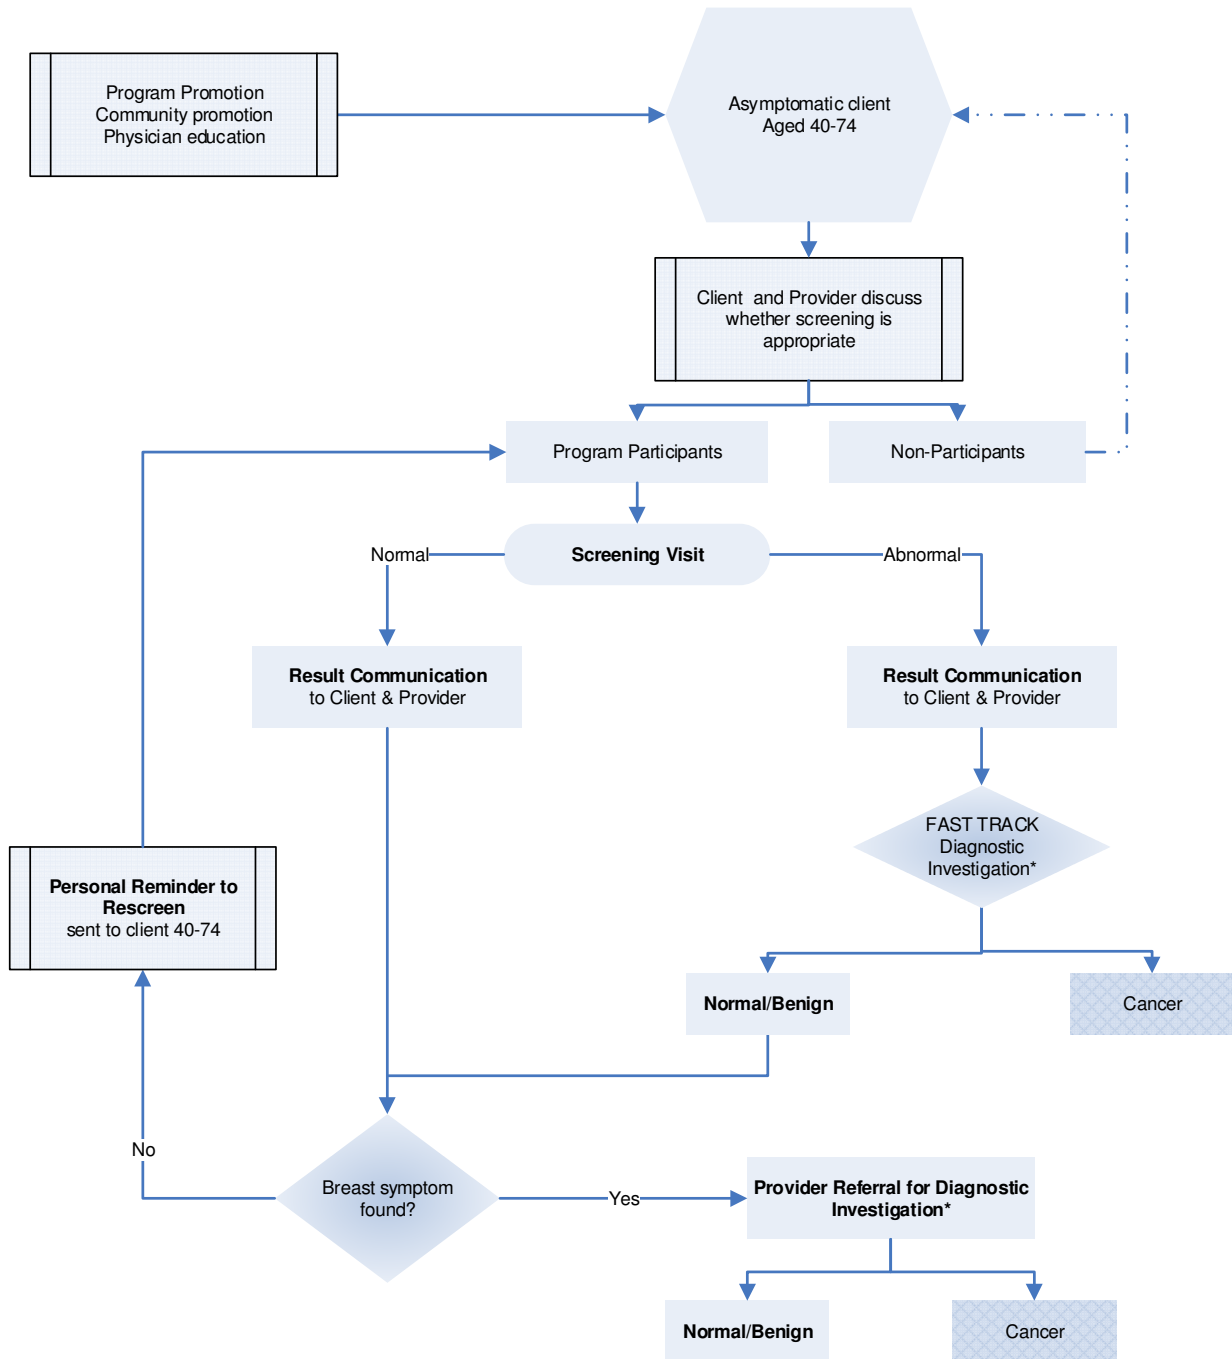 Program Promotion
Community promotion
Physician education
Asymptomatic client
Aged 40-74
Client and Provider discuss
whether screening is
appropriate
Program Participants
Non-Participants
Normal
Screening Visit
Abnormal
Result Communication
to Client & Provider
Result Communication
to Client & Provider
FAST TRACK
Diagnostic
Investigation*
Personal Reminder to
Rescreen
sent to client 40-74
Normal/Benign
Cancer
No
Breast symptom
found?
Yes
Provider Referral for Diagnostic
Investigation*
Normal/Benign
Cancer